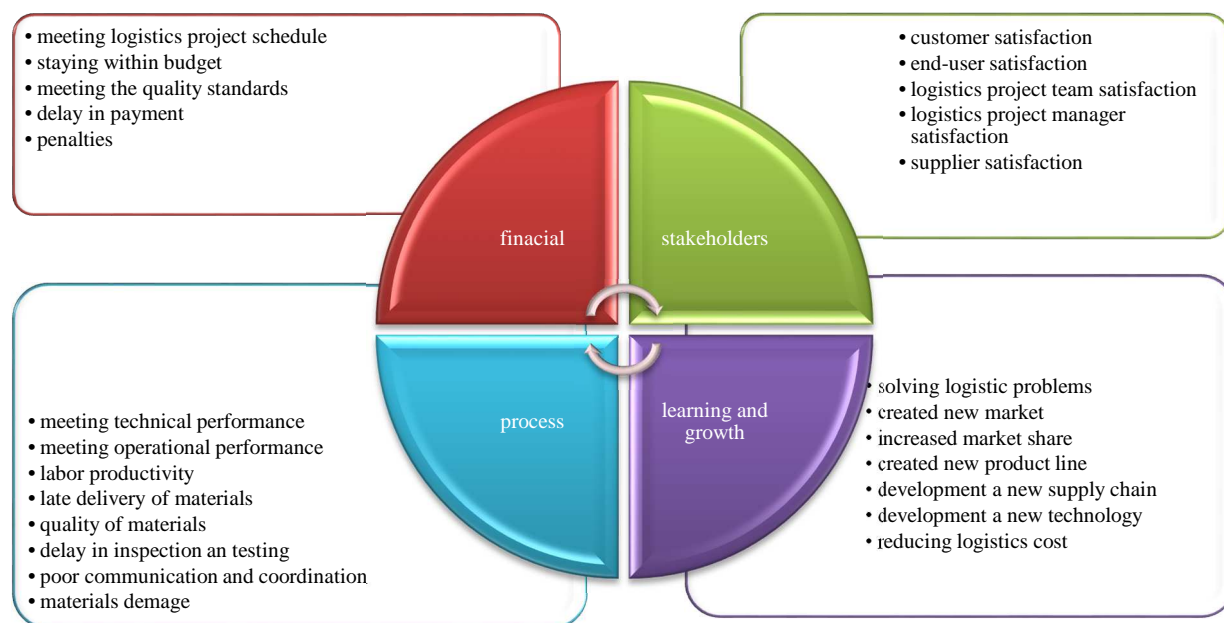 • meeting logistics project schedule
• staying within budget
• meeting the quality standards
• delay in payment
• penalties
• customer satisfaction
• end-user satisfaction
• logistics project team satisfaction
• logistics project manager
satisfaction
• supplier satisfaction
finacial
stakeholders
process
learning and
growth
• meeting technical performance
• meeting operational performance
• labor productivity
• late delivery of materials
• quality of materials
• delay in inspection an testing
• poor communication and coordination
• materials demage
• solving logistic problems
• created new market
• increased market share
• created new product line
• development a new supply chain
• development a new technology
• reducing logistics cost